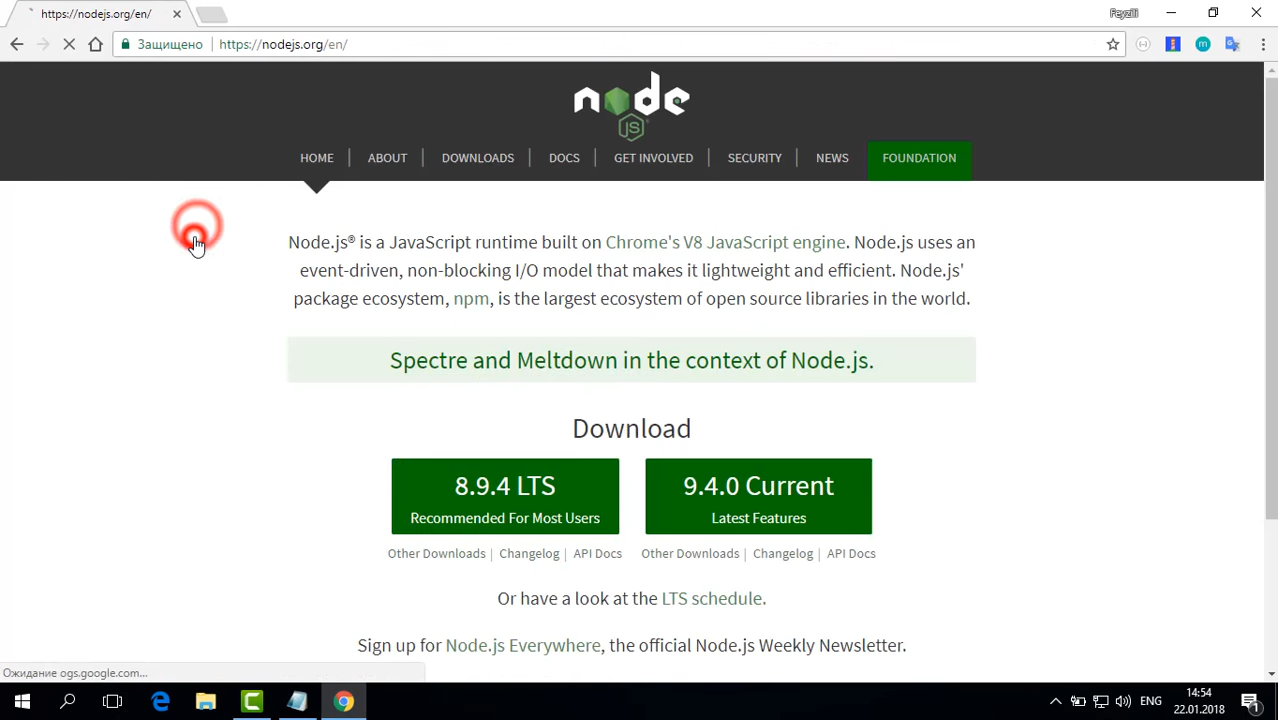 https://nodejs.org/en/
Feyzili
Защищено
https://nodejs.org/en/
node
JS
HOME
ABOUT
DOWNLOADS
DOCS
GET INVOLVED
SECURITY
NEWS
FOUNDATION
Node.js® is a JavaScript runtime built on Chrome's V8 JavaScript engine. Node.js uses an
event-driven, non-blocking I/O model that makes it lightweight and efficient. Node.js'
package ecosystem, npm, is the largest ecosystem of open source libraries in the world.
Spectre and Meltdown in the context of Node.js.
Download
8.9.4 LTS
Recommended For Most Users
9.4.0 Current
Latest Features
Other Downloads | Changelog | API Docs
Other Downloads | Changelog | API Docs
Or have a look at the LTS schedule.
Sign up for Node.js Everywhere, the official Node.js Weekly Newsletter.
Ожидание ogs.google.com...
ENG
14:54
22.01.2018